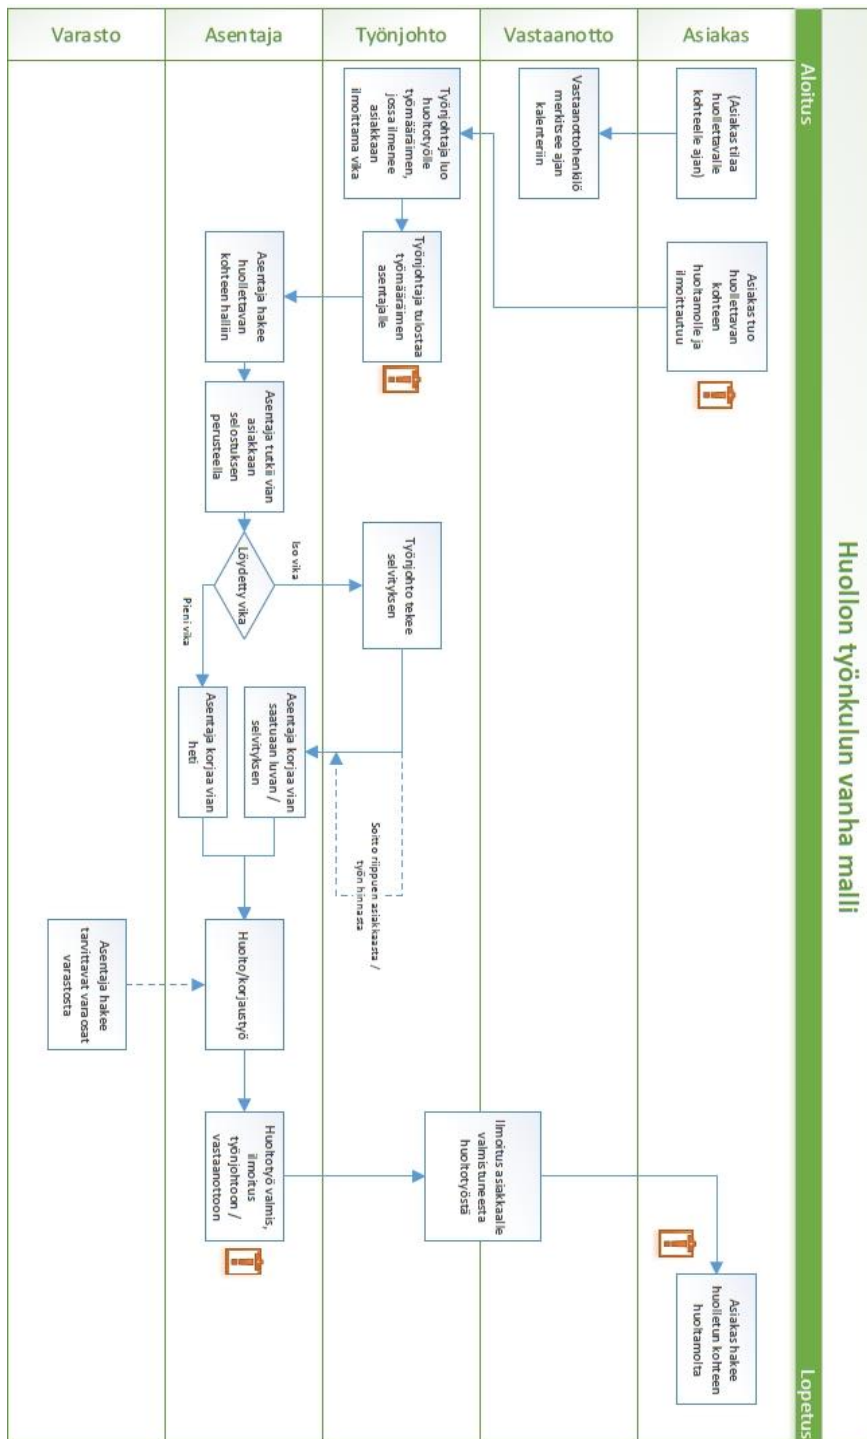 Huollon työnkulun vanha malli
Aloitus
Lopetus
Asiakas
(Asiakas tilaa
huollettavalle
kohteelle ajan)
Asiakas tuo
huollettavan
kohteen
huoltamolle ja
ilmoittautuu
Asiakas hakee
huolletun kohteen
huoltamolta
Vastaanotto
Vastaanottohenkilö
merkitsee ajan
kalenteriin
Ilmoitus asiakkaalle
valmistuneesta
huoltotyöstä
Työnjohto
Työnjohtaja luo
huoltotyölle
työmääräimen,
jossa ilmenee
asiakkaan
ilmoittama vika
Työnjohtaja tulostaa
työmääräimen
asentajalle
Työnjohto tekee
selvityksen
Soitto riippuen asiakkaasta /
työn hinnasta
Asentaja
Asentaja hakee
huollettavan
kohteen halliin
Asentaja tutkii vian
asiakkaan
selostuksen
perusteella
Löydetty vika
Iso vika
Pieni vika
Asentaja korjaa vian
saatuaan luvan /
selvityksen
Asentaja korjaa vian
heti
Huolto/korjaustyö
Huoltotyö valmis,
ilmoitus
työnjohtoon /
vastaanottoon
Varasto
Asentaja hakee
tarvittavat varaosat
varastosta